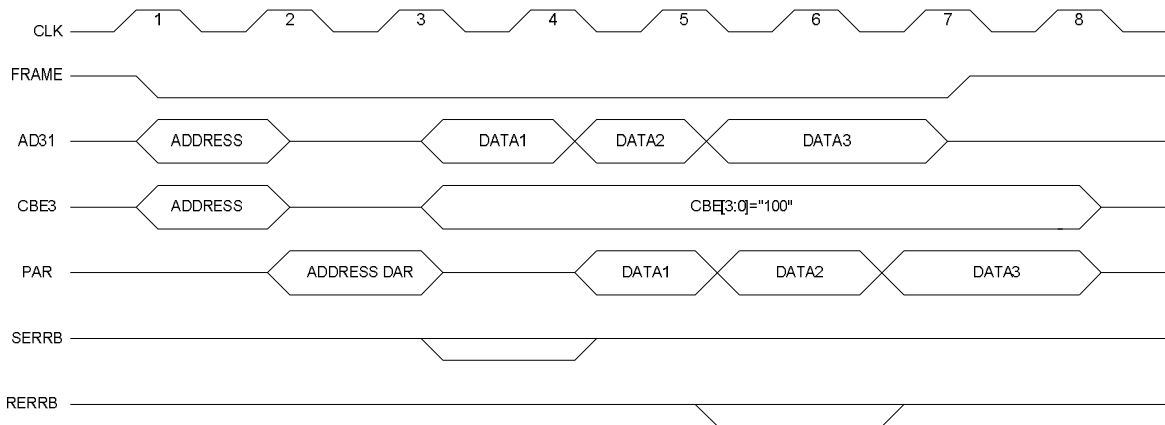 CLK 1 2 3 4 5 6 7 8
FRAME
AD31 ADDRESS DATA1 DATA2 DATA3
CBE3 ADDRESS CBE[3:0]="100"
PAR ADDRESS DAR DATA1 DATA2 DATA3
SERRB
RERRB